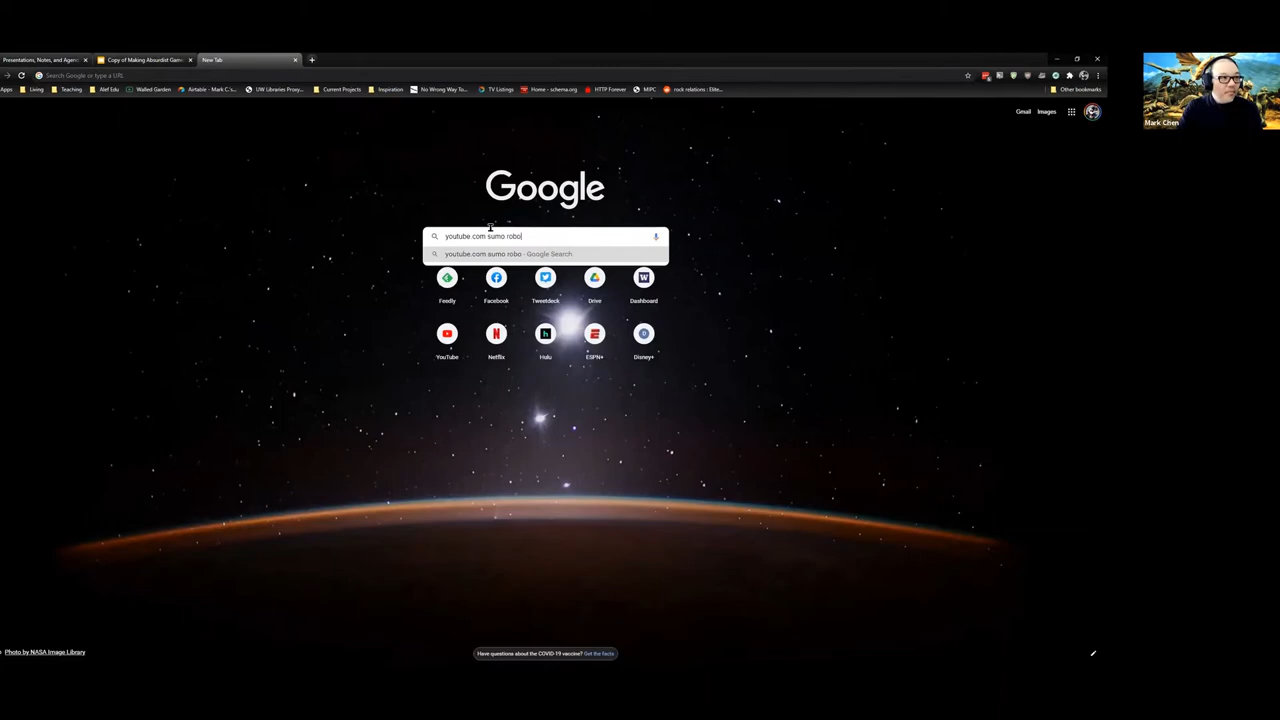 Presentations, Notes, and Agen
Copy of Making Absurdist Game
New Tab
Search Google or type a URL
Apps
Living
Teaching
Alef Edu
Walled Garden
Airtable - Mark C.'s...
UW Libraries Proxy...
Current Projects
Inspiration
No Wrong Way To...
TV Listings
Home - schema.org
HTTP Forever
MIPC
rock relations : Elite...
Other bookmarks
Mark Chen
Gmail
Images
Google
youtube.com sumo robo
youtube.com sumo robo - Google Search
Feedly
Facebook
Tweetdeck
Drive
Dashboard
YouTube
Netflix
Hulu
ESPN+
Disney+
Photo by NASA Image Library
Have questions about the COVID-19 vaccine? Get the facts